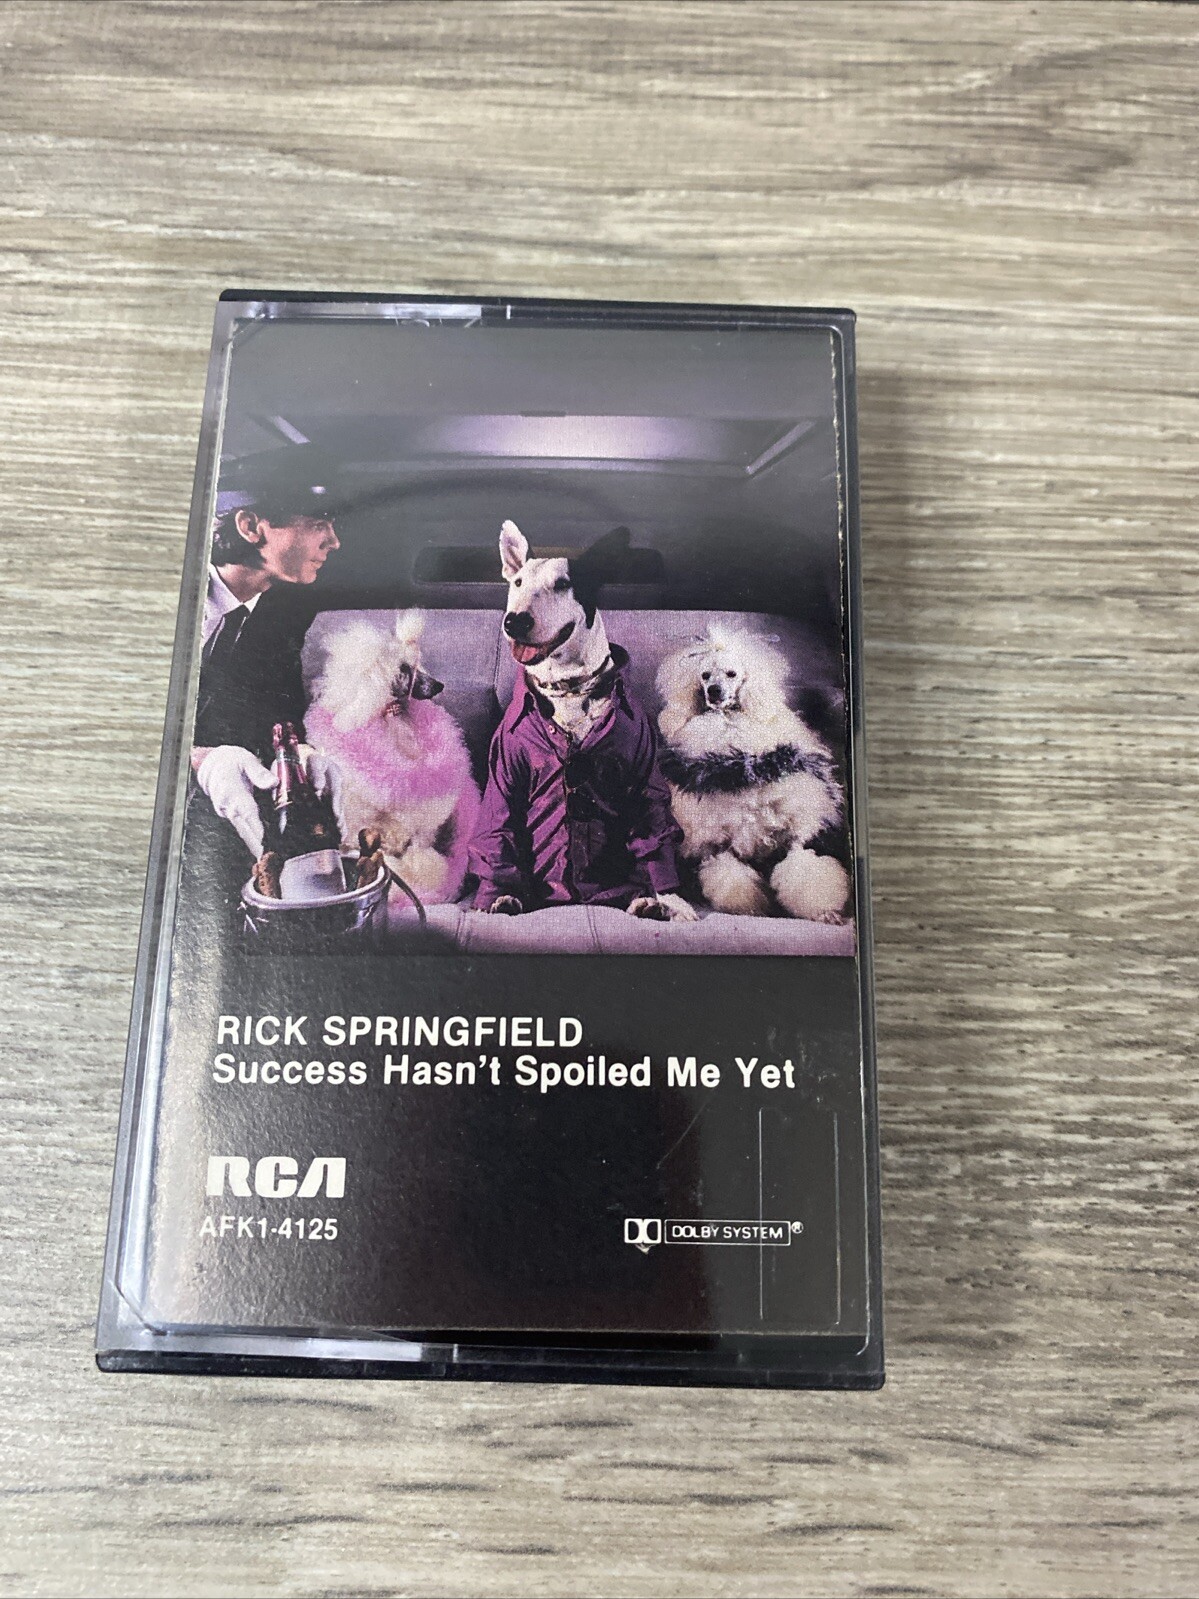 RICK SPRINGFIELD
Success Hasn't Spoiled Me Yet
RCA
AFK1-4125
DOLBY SYSTEM®